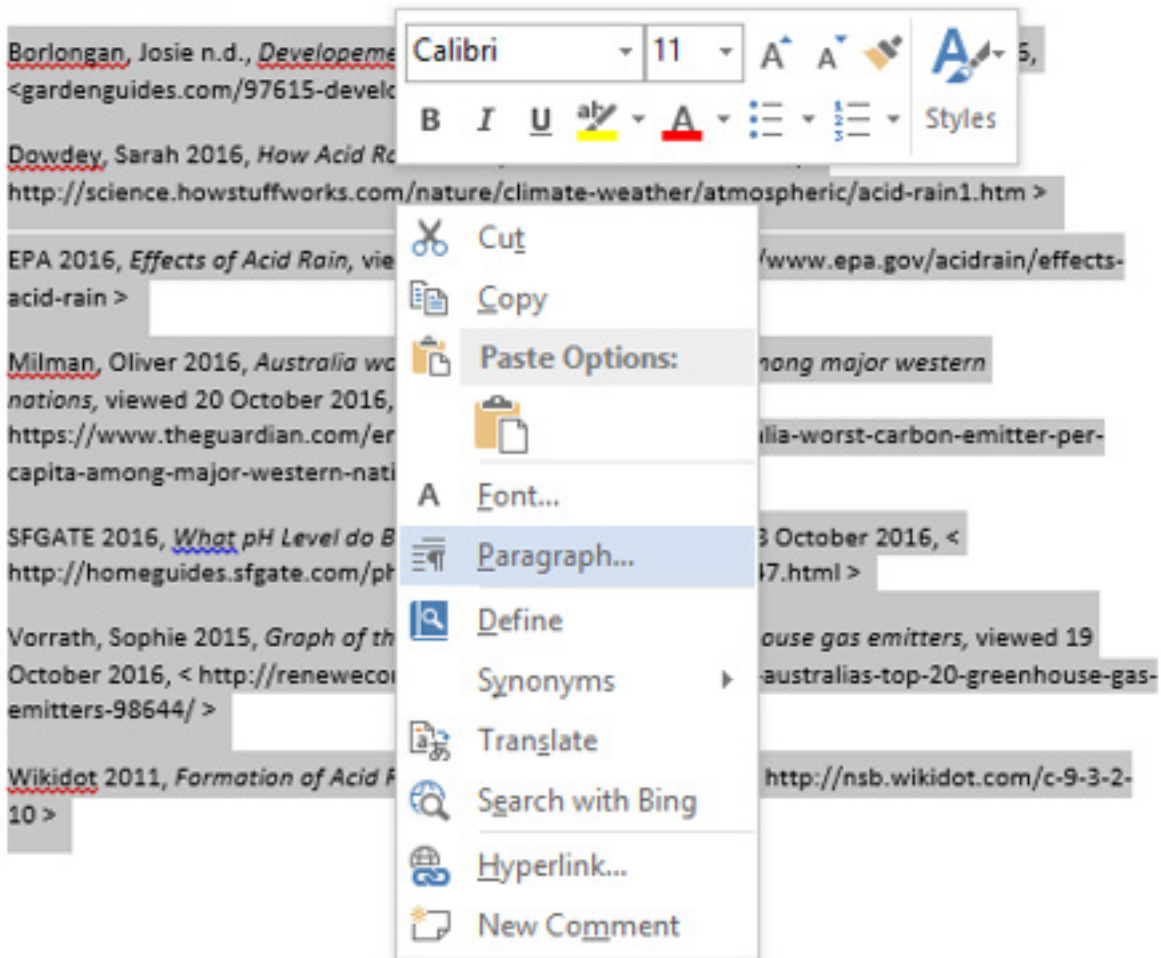 Borlongan, Josie n.d., Developeme
Calibri
11
5,
<gardenguides.com/97615-develo
B I U A Styles
Dowdey, Sarah 2016, How Acid Ra
http://science.howstuffworks.com/nature/climate-weather/atmospheric/acid-rain1.htm >
EPA 2016, Effects of Acid Rain, vie /www.epa.gov/acidrain/effects-
acid-rain >
Milman, Oliver 2016, Australia wo nong major western
nations, viewed 20 October 2016,
https://www.theguardian.com/en lia-worst-carbon-emitter-per-
capita-among-major-western-nati
SFGATE 2016, What pH Level do B 3 October 2016, <
http://homeguides.sfgate.com/ph 47.html >
Vorrath, Sophie 2015, Graph of th ouse gas emitters, viewed 19
October 2016, < http://renewecon -australias-top-20-greenhouse-gas-
emitters-98644/ >
Wikidot 2011, Formation of Acid R http://nsb.wikidot.com/c-9-3-2-
10 >
Cut
Copy
Paste Options:
Font...
Paragraph...
Define
Synonyms
Translate
Search with Bing
Hyperlink...
New Comment